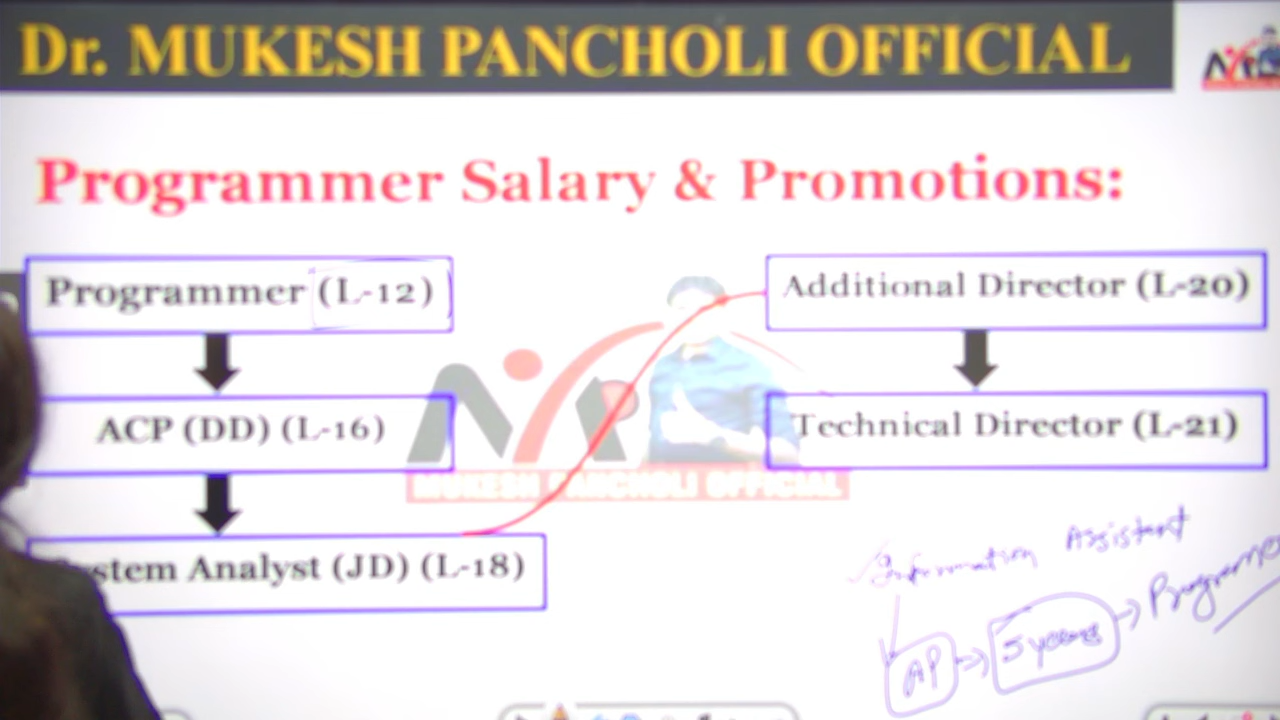 Dr. MUKESH PANCHOLI OFFICIAL
Programmer Salary & Promotions:
Programmer (L-12)
ACP (DD) (L-16)
System Analyst (JD) (L-18)
Additional Director (L-20)
Technical Director (L-21)
MUKESH PANCHOLI OFFICIAL
Information Assistant
AP → 5 years → Programme